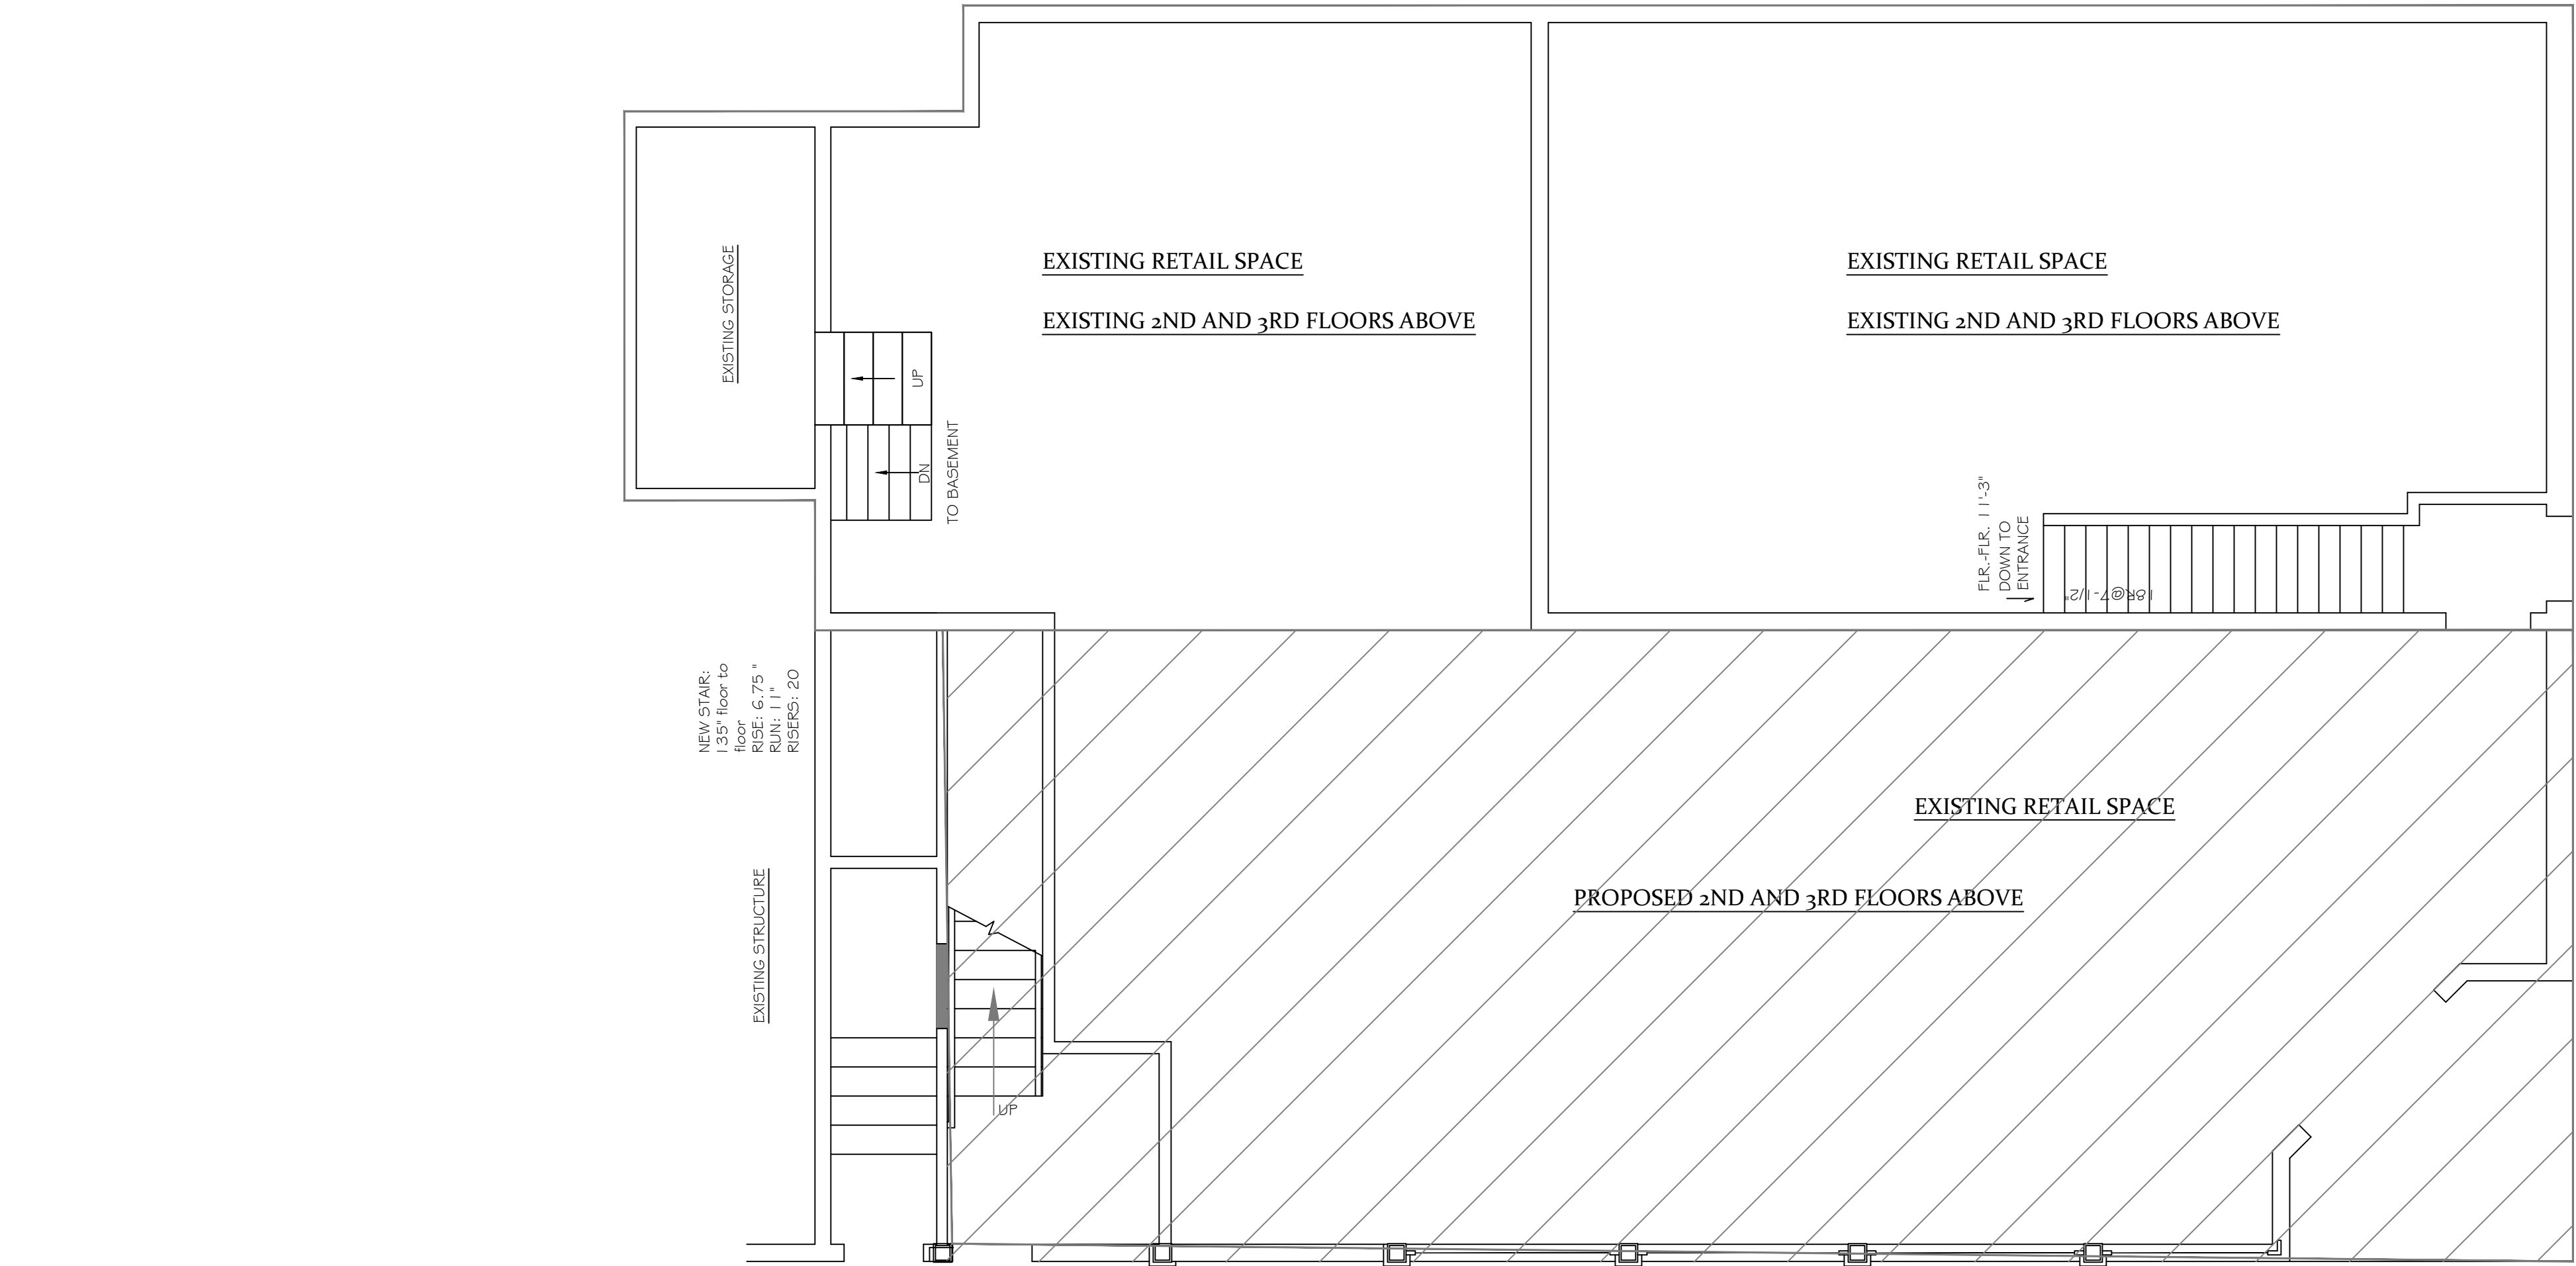 EXISTING RETAIL SPACE
EXISTING 2ND AND 3RD FLOORS ABOVE
EXISTING RETAIL SPACE
EXISTING 2ND AND 3RD FLOORS ABOVE
EXISTING STORAGE
UP
DN
TO BASEMENT
FLR.-FLR. 11'-3"
DOWN TO
ENTRANCE
18R@7-1/2"
NEW STAIR:
135" floor to
floor
RISE: 6.75 "
RUN: 11"
RISERS: 20
EXISTING STRUCTURE
UP
EXISTING RETAIL SPACE
PROPOSED 2ND AND 3RD FLOORS ABOVE